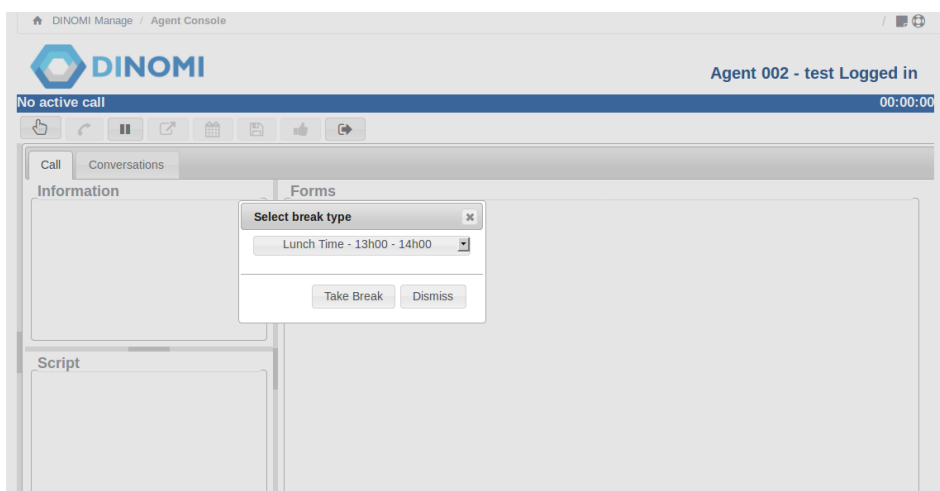 DINOMI Manage / Agent Console /
DINOMI
Agent 002 - test Logged in
No active call 00:00:00
Call Conversations
Information Forms
Select break type
Lunch Time - 13h00 - 14h00
Take Break Dismiss
Script